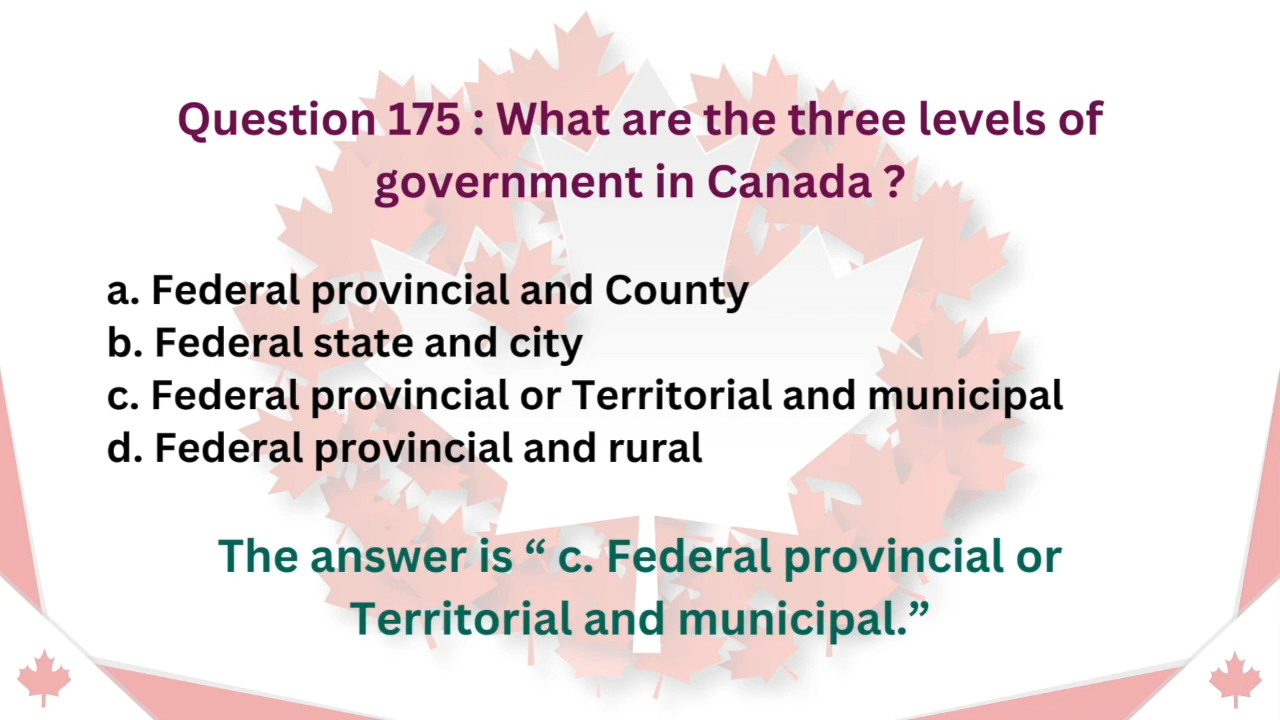 Question 175 : What are the three levels of
government in Canada ?
a. Federal provincial and County
b. Federal state and city
c. Federal provincial or Territorial and municipal
d. Federal provincial and rural
The answer is “ c. Federal provincial or
Territorial and municipal.”